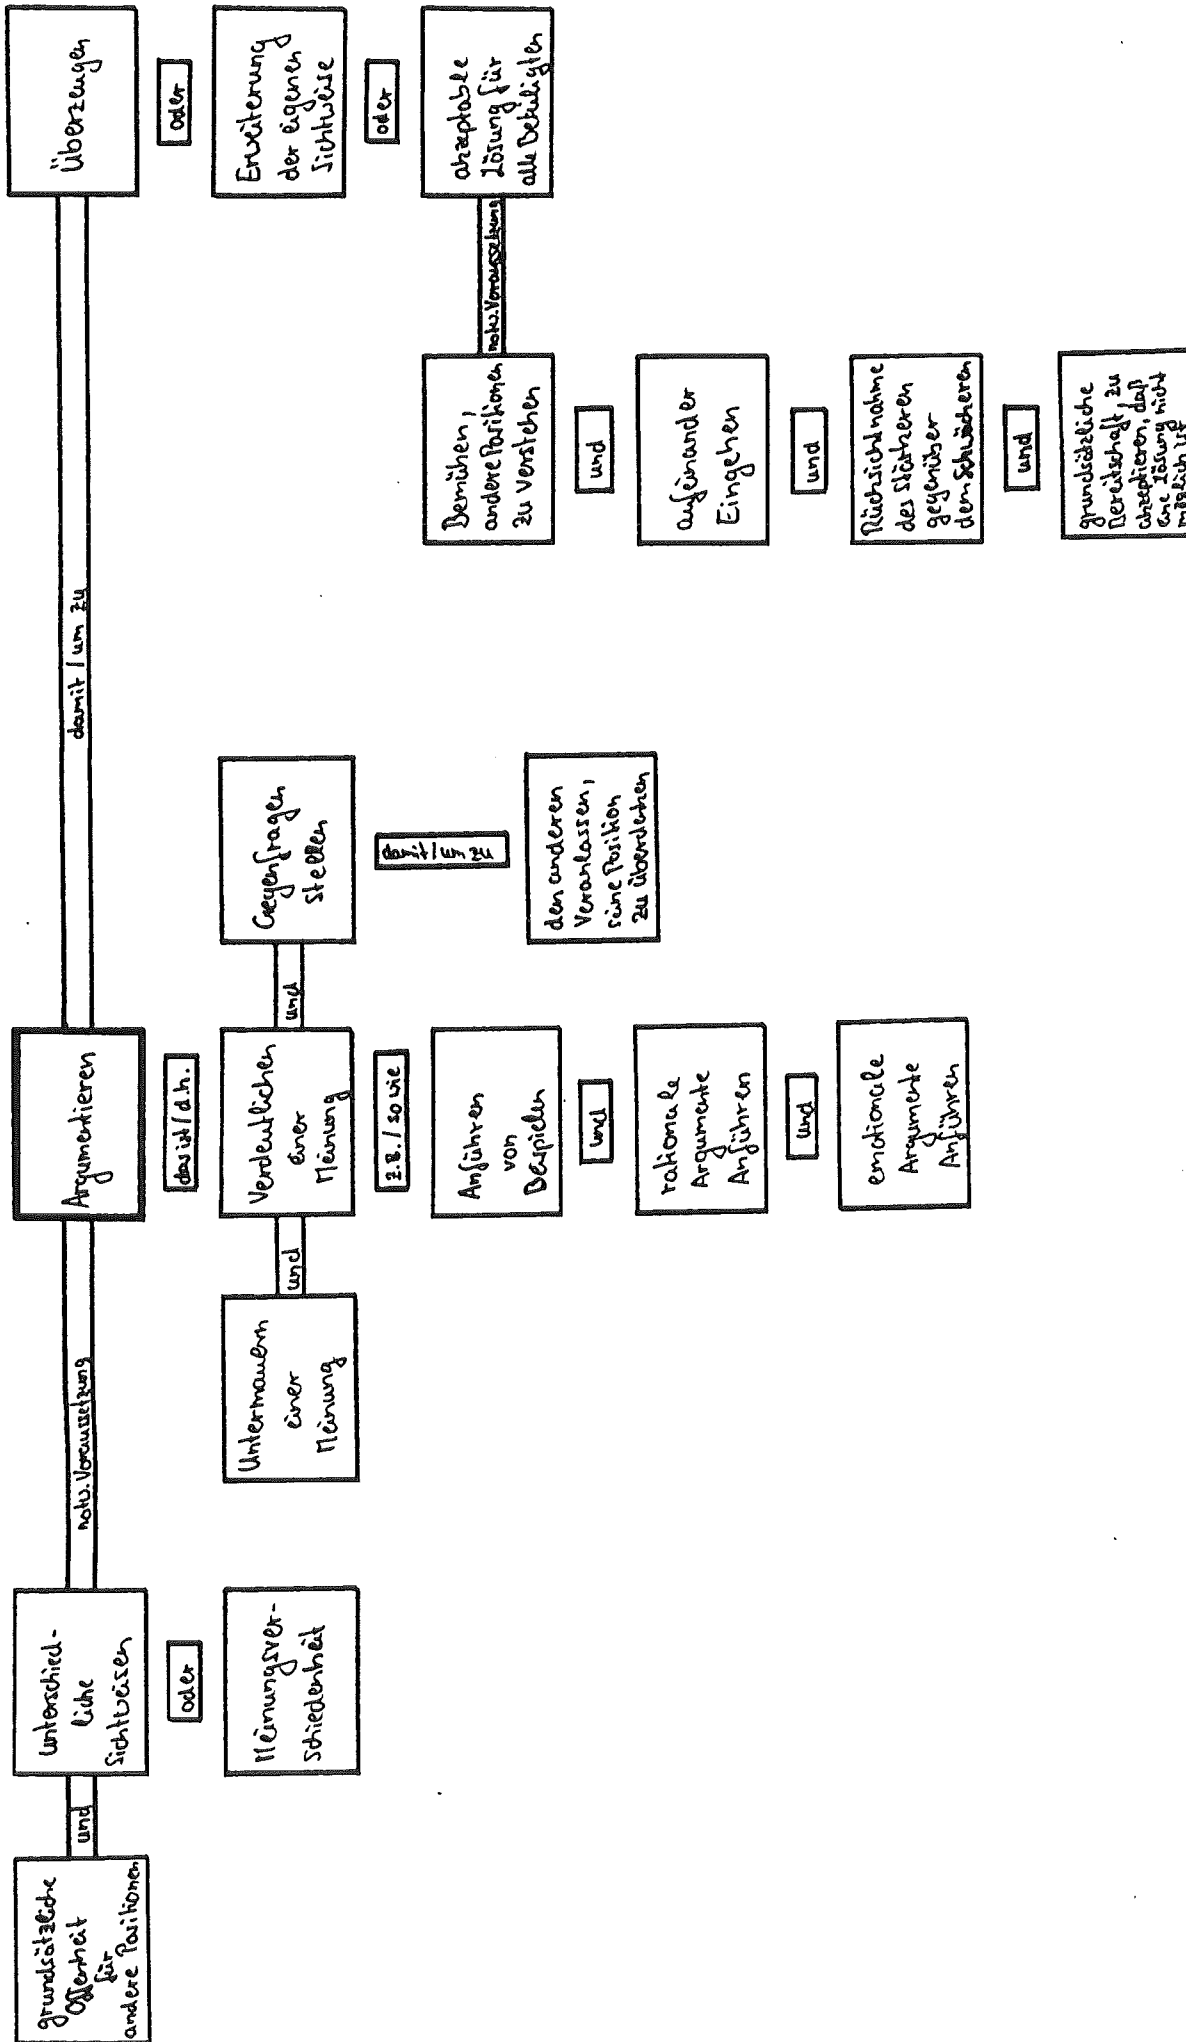 grundsätzliche
Offenheit
für
andere Positionen
und
unterschied-
liche
Sichtweisen
oder
Meinungsver-
schiedenheit
notw. Voraussetzung
Argumentieren
das ist / d.h.
Untermauern
einer
Meinung
und
Verdeutlichen
einer
Meinung
und
Gegenfragen
stellen
z.B. / so wie
Anführen
von
Beispielen
und
rationale
Argumente
Anführen
und
emotionale
Argumente
Anführen
damit / um zu
den anderen
Veranlassen,
seine Position
zu überdenken
damit / um zu
Überzeugen
oder
Erweiterung
der eigenen
Sichtweise
oder
akzeptable
Lösung für
alle Beteiligten
notw. Voraussetzung
Bemühen,
andere Positionen
zu verstehen
und
aufeinander
Eingehen
und
Rücksichtnahme
des Stärkeren
gegenüber
dem Schwächeren
und
grundsätzliche
Bereitschaft, zu
akzeptieren, daß
eine Lösung nicht
möglich ist